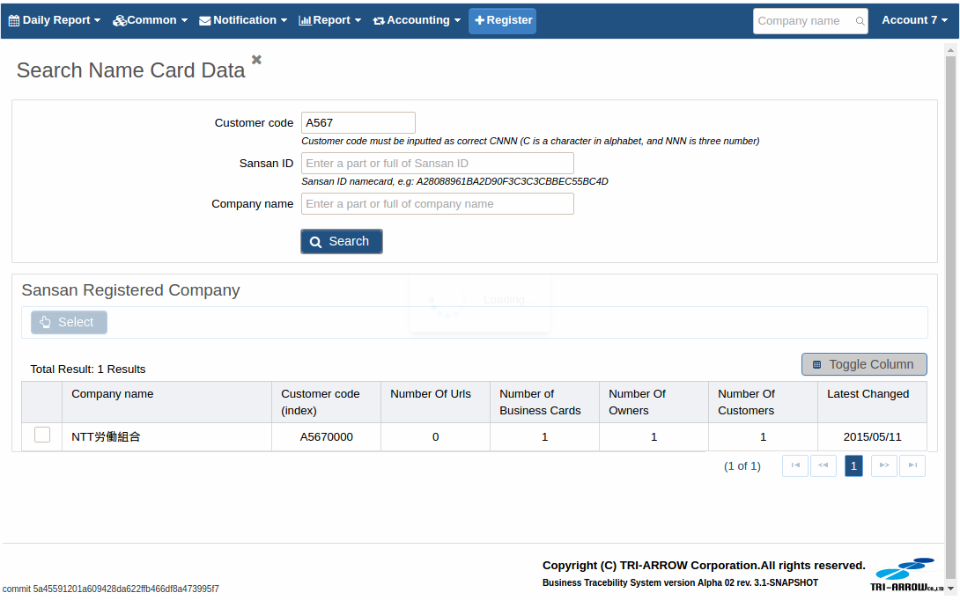 Daily Report Common Notification Report Accounting Register Company name Account 7
Search Name Card Data
Customer code A567
Customer code must be inputted as correct CNNN (C is a character in alphabet, and NNN is three number)
Sansan ID Enter a part or full of Sansan ID
Sansan ID namecard, e.g: A28088961BA2D90F3C3C3CBBEC55BC4D
Company name Enter a part or full of company name
Search
Sansan Registered Company
Loading...
Select
Toggle Column
Total Result: 1 Results
Company name Customer code (index) Number Of Urls Number of Business Cards Number Of Owners Number Of Customers Latest Changed
NTT労働組合 A5670000 0 1 1 1 2015/05/11
(1 of 1) 1
Copyright (C) TRI-ARROW Corporation.All rights reserved.
Business Tracebility System version Alpha 02 rev. 3.1-SNAPSHOT
TRI-ARROW CO.,LTD
commit 5a45591201a609428da622ffb466df8a473995f7